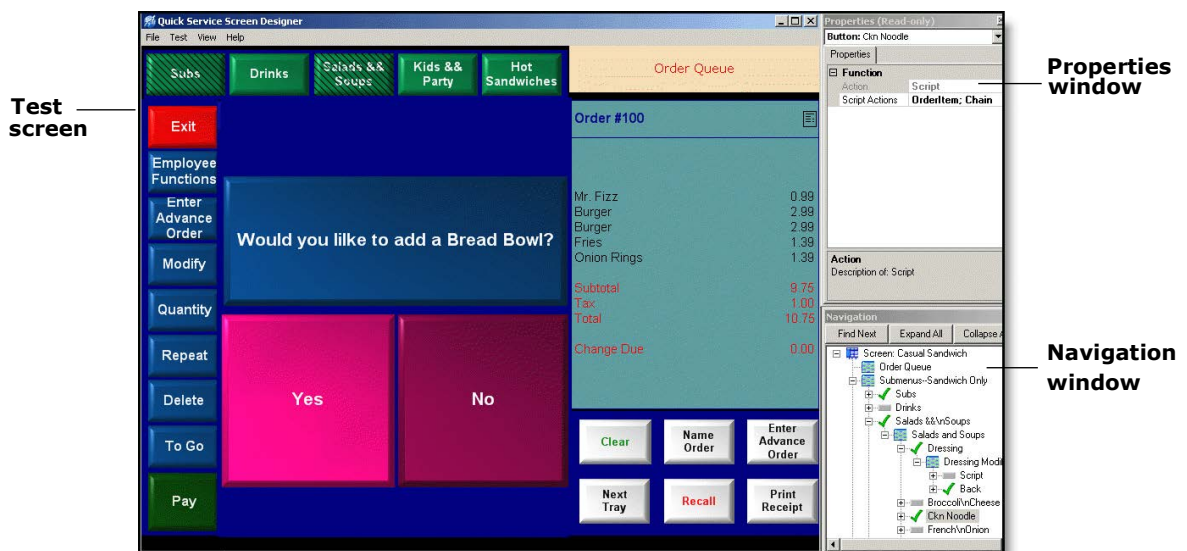 Quick Service Screen Designer
File Test View Help
Subs
Drinks
Salads &&
Soups
Kids &&
Party
Hot
Sandwiches
Order Queue
Test
screen
Exit
Employee
Functions
Enter
Advance
Order
Modify
Quantity
Repeat
Delete
To Go
Pay
Would you lilke to add a Bread Bowl?
Yes
No
Order #100
Mr. Fizz 0.99
Burger 2.99
Burger 2.99
Fries 1.39
Onion Rings 1.39
Subtotal 9.75
Tax 1.00
Total 10.75
Change Due 0.00
Clear
Name
Order
Enter
Advance
Order
Next
Tray
Recall
Print
Receipt
Properties (Read-only)
Button: Ckn Noodle
Properties
Function
Action Script
Script Actions OrderItem; Chain
Action
Description of: Script
Properties
window
Navigation
Find Next Expand All Collapse A
Screen: Casual Sandwich
Order Queue
Submenus--Sandwich Only
Subs
Drinks
Salads &&\nSoups
Salads and Soups
Dressing
Dressing Modi
Script
Back
Broccoli\nCheese
Ckn Noodle
French\nOnion
Navigation
window